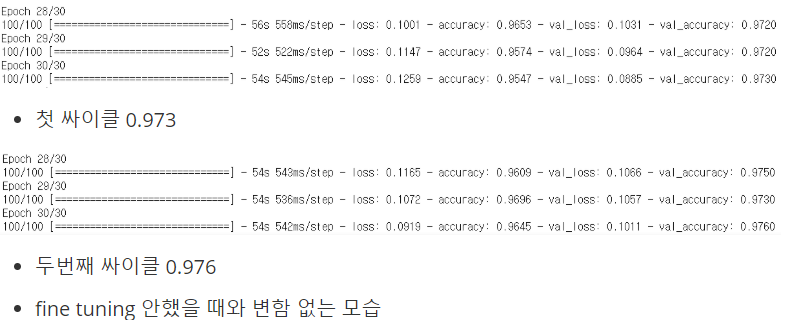 Epoch 28/30
100/100 [==============================] - 56s 558ms/step - loss: 0.1001 - accuracy: 0.9653 - val_loss: 0.1031 - val_accuracy: 0.9720
Epoch 29/30
100/100 [==============================] - 52s 522ms/step - loss: 0.1147 - accuracy: 0.9574 - val_loss: 0.0964 - val_accuracy: 0.9720
Epoch 30/30
100/100 [==============================] - 54s 545ms/step - loss: 0.1259 - accuracy: 0.9547 - val_loss: 0.0885 - val_accuracy: 0.9730
• 첫 싸이클 0.973
Epoch 28/30
100/100 [==============================] - 54s 543ms/step - loss: 0.1165 - accuracy: 0.9609 - val_loss: 0.1066 - val_accuracy: 0.9750
Epoch 29/30
100/100 [==============================] - 54s 536ms/step - loss: 0.1072 - accuracy: 0.9696 - val_loss: 0.1057 - val_accuracy: 0.9730
Epoch 30/30
100/100 [==============================] - 54s 542ms/step - loss: 0.0919 - accuracy: 0.9645 - val_loss: 0.1011 - val_accuracy: 0.9760
• 두번째 싸이클 0.976
• fine tuning 안했을 때와 변함 없는 모습